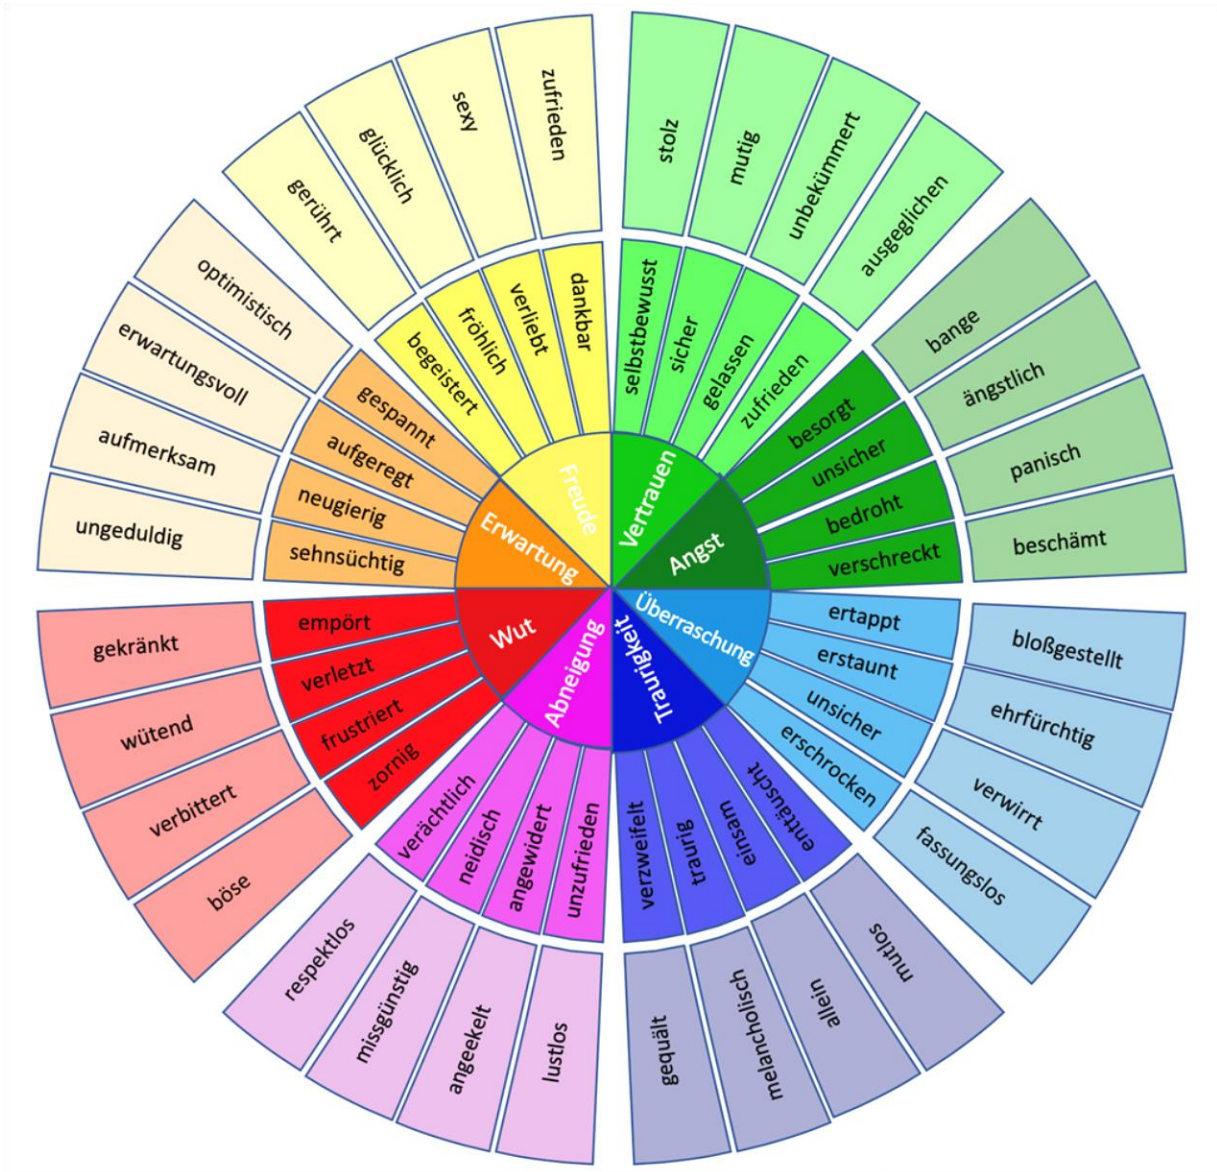 Freude
Vertrauen
Angst
Überraschung
Traurigkeit
Abneigung
Wut
Erwartung
begeistert
fröhlich
verliebt
dankbar
gerührt
glücklich
sexy
zufrieden
selbstbewusst
sicher
gelassen
zufrieden
stolz
mutig
unbekümmert
ausgeglichen
besorgt
unsicher
bedroht
verschreckt
bange
ängstlich
panisch
beschämt
ertappt
erstaunt
unsicher
erschrocken
bloßgestellt
ehrfürchtig
verwirrt
fassungslos
enttäuscht
einsam
traurig
verzweifelt
mutlos
allein
melancholisch
gequält
unzufrieden
angewidert
neidisch
verächtlich
lustlos
angeekelt
missgünstig
respektlos
zornig
frustriert
verletzt
empört
böse
verbittert
wütend
gekränkt
sehnsüchtig
neugierig
aufgeregt
gespannt
ungeduldig
aufmerksam
erwartungsvoll
optimistisch